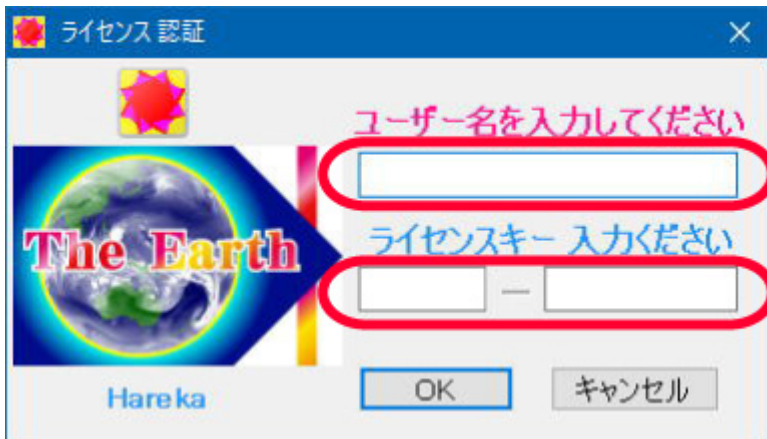 ライセンス 認証
ユーザー名を入力してください
The Earth
ライセンスキー 入力ください
—
Hareka
OK
キャンセル